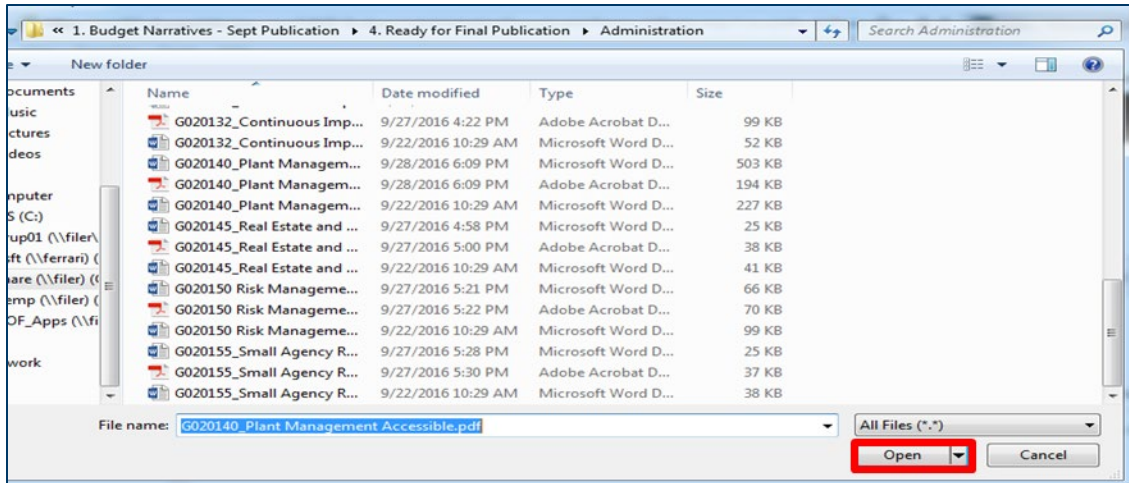 « 1. Budget Narratives - Sept Publication ▸ 4. Ready for Final Publication ▸ Administration Search Administration
New folder
Name Date modified Type Size
ocuments
usic
ctures
deos
mputer
S (C:)
rup01 (\\filer\
ft (\\ferrari) (
are (\\filer) (
emp (\\filer) (
OF_Apps (\\fi
work
G020132_Continuous Imp... 9/27/2016 4:22 PM Adobe Acrobat D... 99 KB
G020132_Continuous Imp... 9/22/2016 10:29 AM Microsoft Word D... 52 KB
G020140_Plant Managem... 9/28/2016 6:09 PM Microsoft Word D... 503 KB
G020140_Plant Managem... 9/28/2016 6:09 PM Adobe Acrobat D... 194 KB
G020140_Plant Managem... 9/22/2016 10:29 AM Microsoft Word D... 227 KB
G020145_Real Estate and ... 9/27/2016 4:58 PM Microsoft Word D... 25 KB
G020145_Real Estate and ... 9/27/2016 5:00 PM Adobe Acrobat D... 38 KB
G020145_Real Estate and ... 9/22/2016 10:29 AM Microsoft Word D... 41 KB
G020150 Risk Manageme... 9/27/2016 5:21 PM Microsoft Word D... 66 KB
G020150 Risk Manageme... 9/27/2016 5:22 PM Adobe Acrobat D... 70 KB
G020150 Risk Manageme... 9/22/2016 10:29 AM Microsoft Word D... 99 KB
G020155_Small Agency R... 9/27/2016 5:28 PM Microsoft Word D... 25 KB
G020155_Small Agency R... 9/27/2016 5:30 PM Adobe Acrobat D... 37 KB
G020155_Small Agency R... 9/22/2016 10:29 AM Microsoft Word D... 38 KB
File name: G020140_Plant Management Accessible.pdf All Files (*.*)
Open Cancel